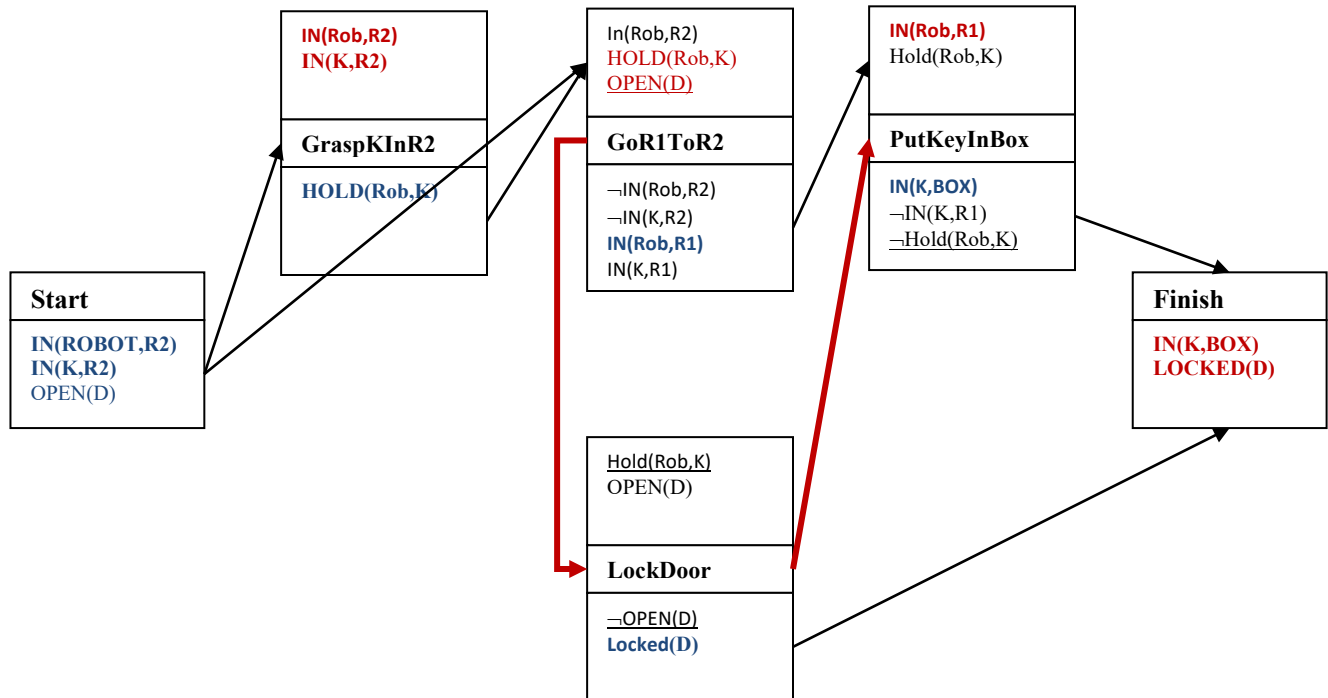 IN(Rob,R2)
IN(K,R2)
GraspKInR2
HOLD(Rob,K)
In(Rob,R2)
HOLD(Rob,K)
OPEN(D)
GoR1ToR2
¬IN(Rob,R2)
¬IN(K,R2)
IN(Rob,R1)
IN(K,R1)
IN(Rob,R1)
Hold(Rob,K)
PutKeyInBox
IN(K,BOX)
¬IN(K,R1)
¬Hold(Rob,K)
Start
IN(ROBOT,R2)
IN(K,R2)
OPEN(D)
Finish
IN(K,BOX)
LOCKED(D)
Hold(Rob,K)
OPEN(D)
LockDoor
¬OPEN(D)
Locked(D)